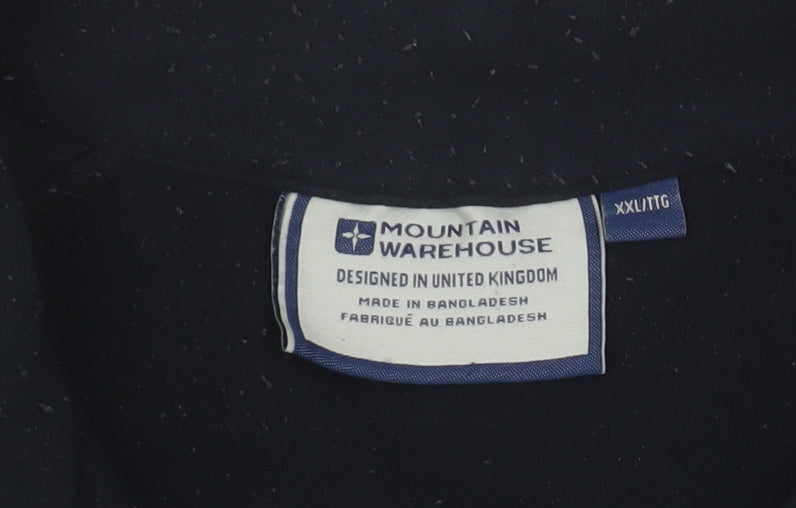 MOUNTAIN
WAREHOUSE
DESIGNED IN UNITED KINGDOM
MADE IN BANGLADESH
FABRIQUÉ AU BANGLADESH
XXL/TTG